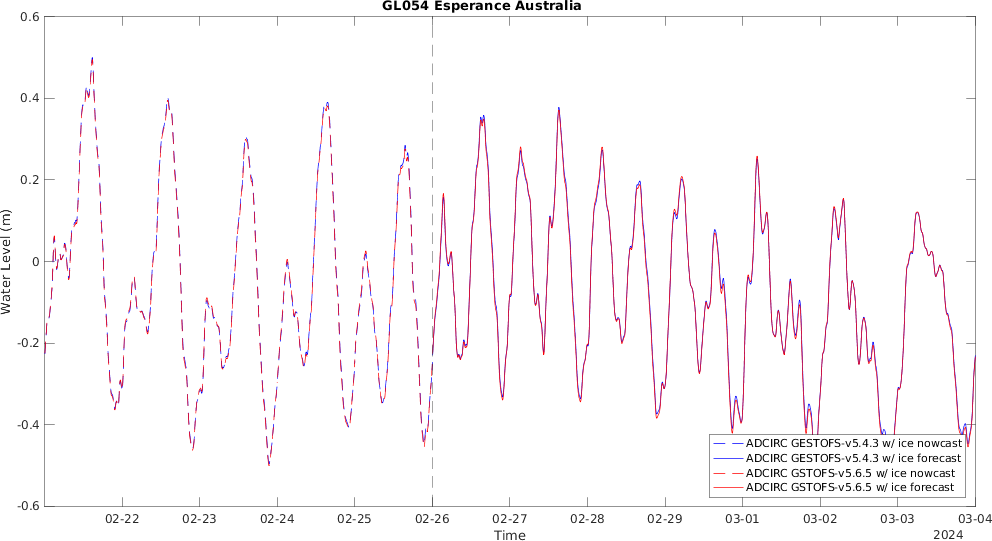 GL054 Esperance Australia
0.6
0.4
0.2
0
-0.2
-0.4
-0.6
Water Level (m)
02-22 02-23 02-24 02-25 02-26 02-27 02-28 02-29 03-01 03-02 03-03 03-04
Time
2024
ADCIRC GESTOFS-v5.4.3 w/ ice nowcast
ADCIRC GESTOFS-v5.4.3 w/ ice forecast
ADCIRC GSTOFS-v5.6.5 w/ ice nowcast
ADCIRC GSTOFS-v5.6.5 w/ ice forecast